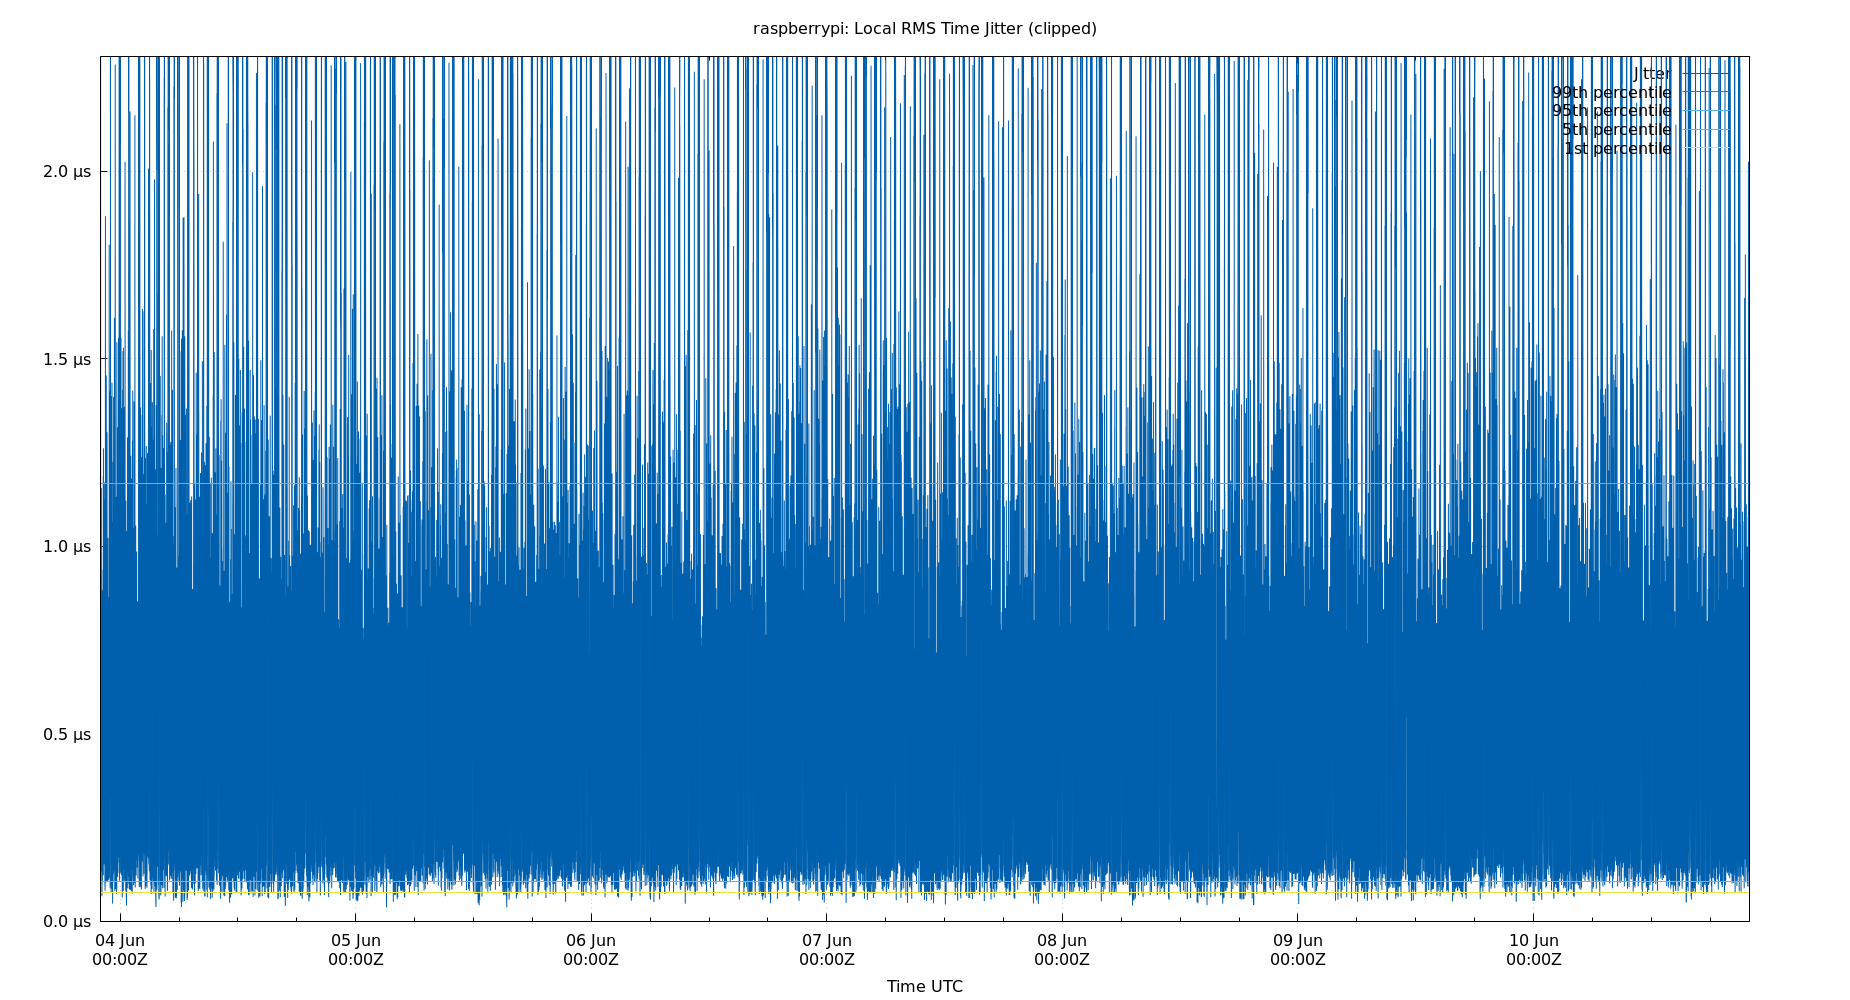 raspberrypi: Local RMS Time Jitter (clipped)
Jitter
99th percentile
95th percentile
5th percentile
1st percentile
2.0 µs
1.5 µs
1.0 µs
0.5 µs
0.0 µs
04 Jun 05 Jun 06 Jun 07 Jun 08 Jun 09 Jun 10 Jun
00:00Z 00:00Z 00:00Z 00:00Z 00:00Z 00:00Z 00:00Z
Time UTC